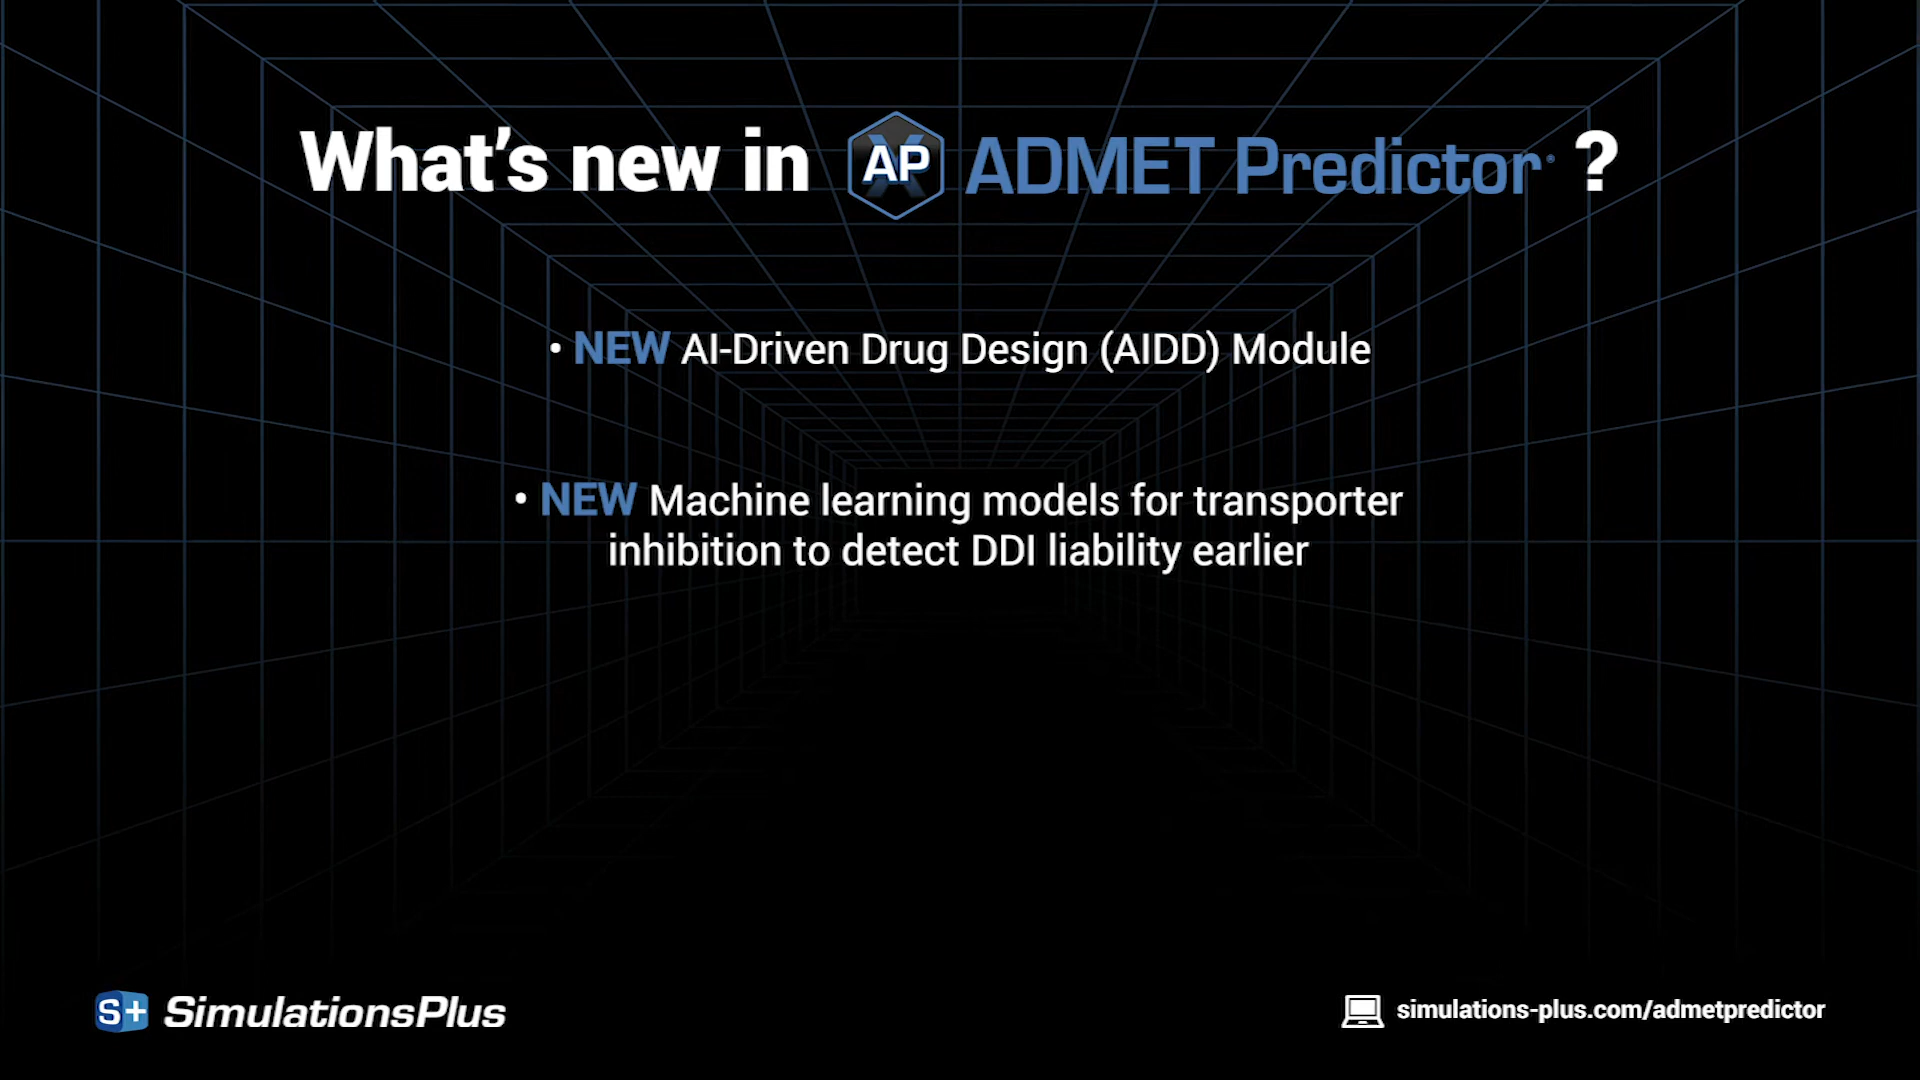 What's new in AP ADMET Predictor® ?
• NEW AI-Driven Drug Design (AIDD) Module
• NEW Machine learning models for transporter
inhibition to detect DDI liability earlier
S+ SimulationsPlus
simulations-plus.com/admetpredictor